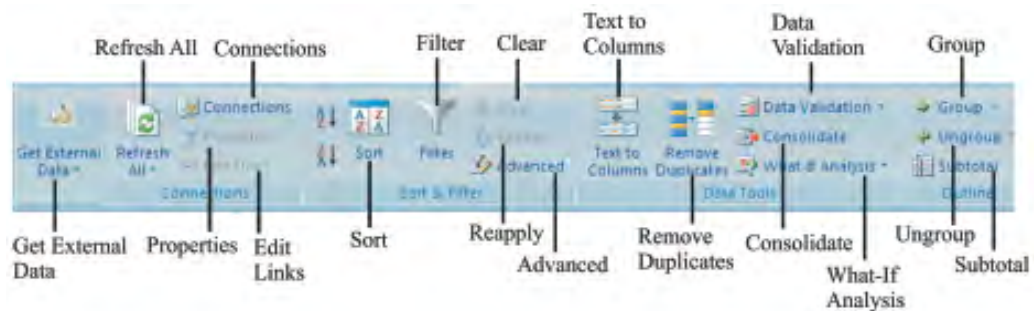 Text to
Columns
Data
Validation
Refresh All
Connections
Filter
Clear
Group
Connections
Data Validation
Group
Get External
Data
Refresh
All
Sort
Filter
Consolidate
Ungroup
Advanced
Text to
Columns
Remove
Duplicates
What-If Analysis
Subtotal
Connections
Sort & Filter
Data Tools
Outline
Get External
Data
Properties
Edit
Links
Sort
Reapply
Advanced
Remove
Duplicates
Consolidate
What-If
Analysis
Ungroup
Subtotal